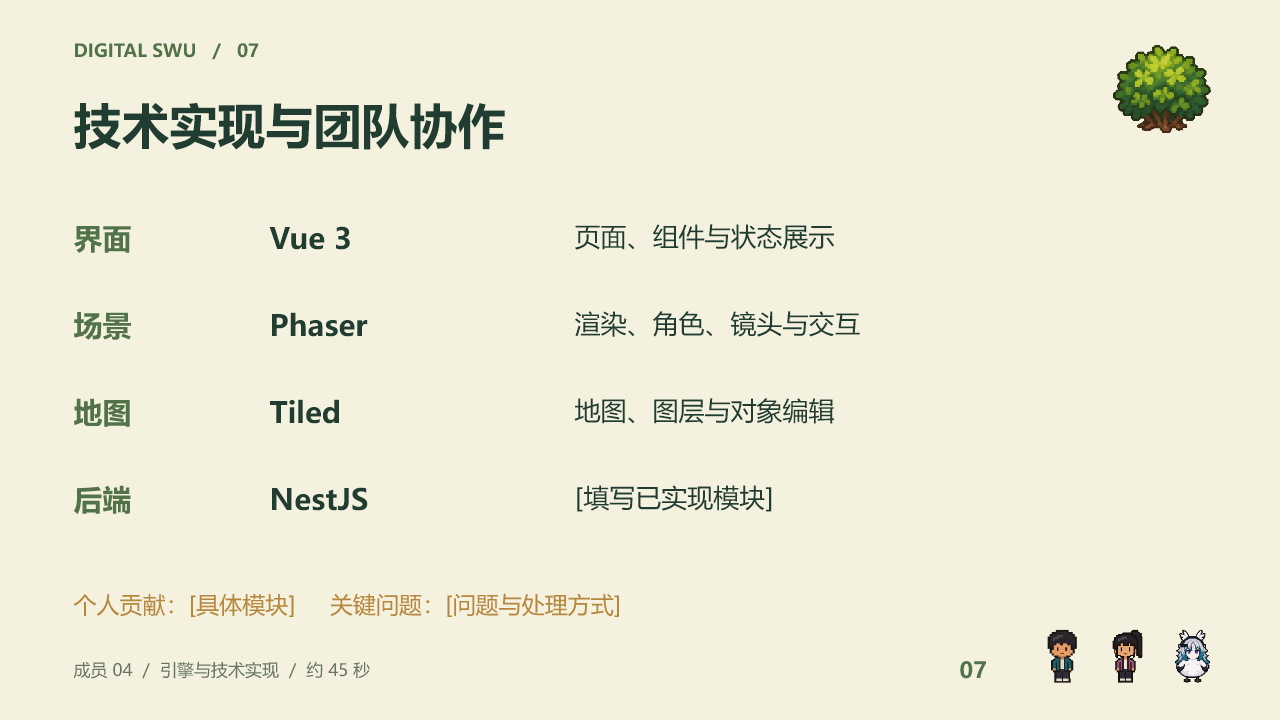 DIGITAL SWU / 07
技术实现与团队协作
界面 Vue 3 页面、组件与状态展示
场景 Phaser 渲染、角色、镜头与交互
地图 Tiled 地图、图层与对象编辑
后端 NestJS [填写已实现模块]
个人贡献：[具体模块] 关键问题：[问题与处理方式]
成员 04 / 引擎与技术实现 / 约 45 秒
07